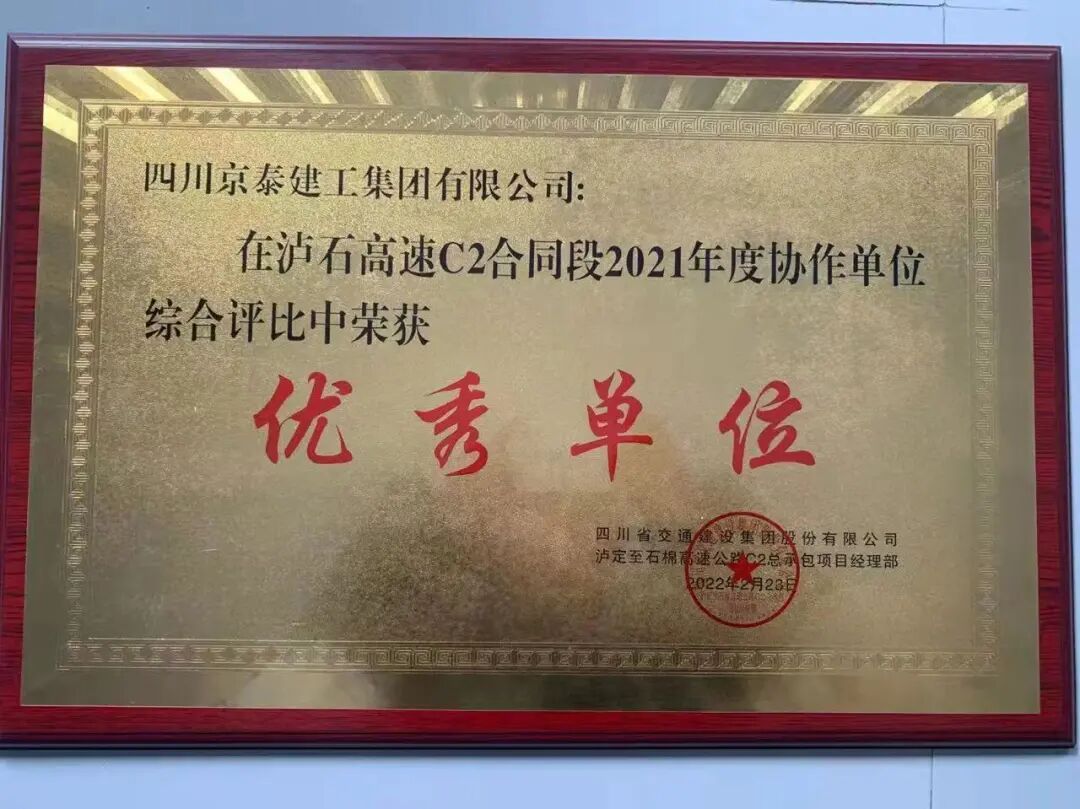 四川京泰建工集团有限公司:
在泸石高速C2合同段2021年度协作单位
综合评比中荣获
优秀单位
四川省交通建设集团股份有限公司
泸定至石棉高速公路C2总承包项目经理部
2022年2月23日